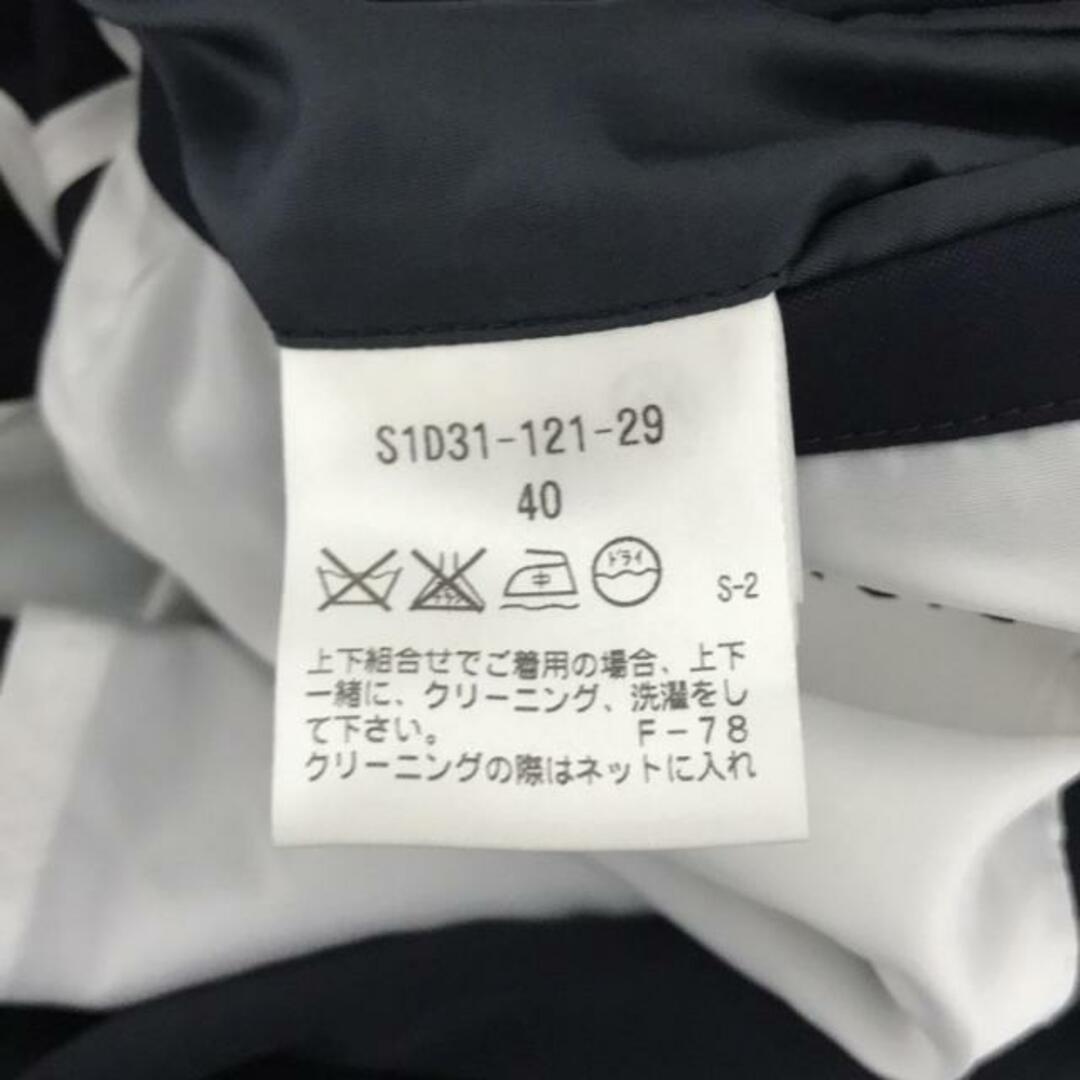 S1D31-121-29
40
中
ドライ
S-2
上下組合せでご着用の場合、上下
一緒に、クリーニング、洗濯をし
て下さい。 F-78
クリーニングの際はネットに入れ